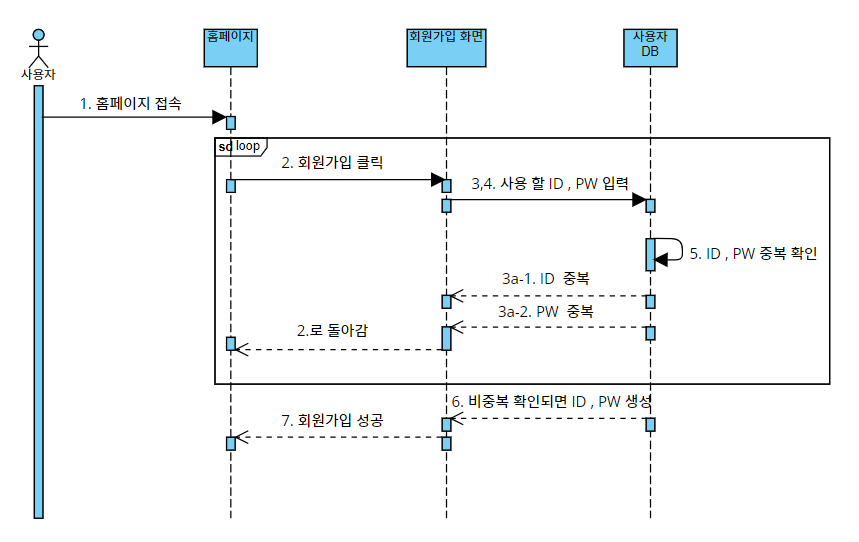 홈페이지
회원가입 화면
사용자
DB
사용자
1. 홈페이지 접속
sd loop
2. 회원가입 클릭
3,4. 사용 할 ID , PW 입력
5. ID , PW 중복 확인
3a-1. ID 중복
3a-2. PW 중복
2.로 돌아감
6. 비중복 확인되면 ID , PW 생성
7. 회원가입 성공